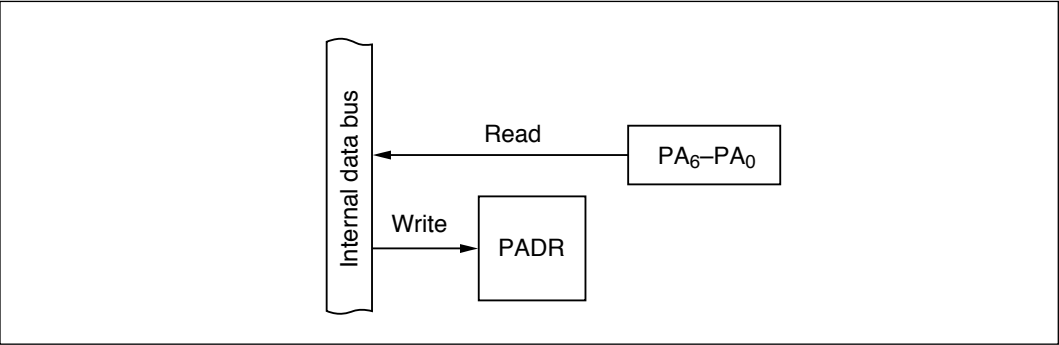 Internal data bus
Read
PA₆–PA₀
Write
PADR